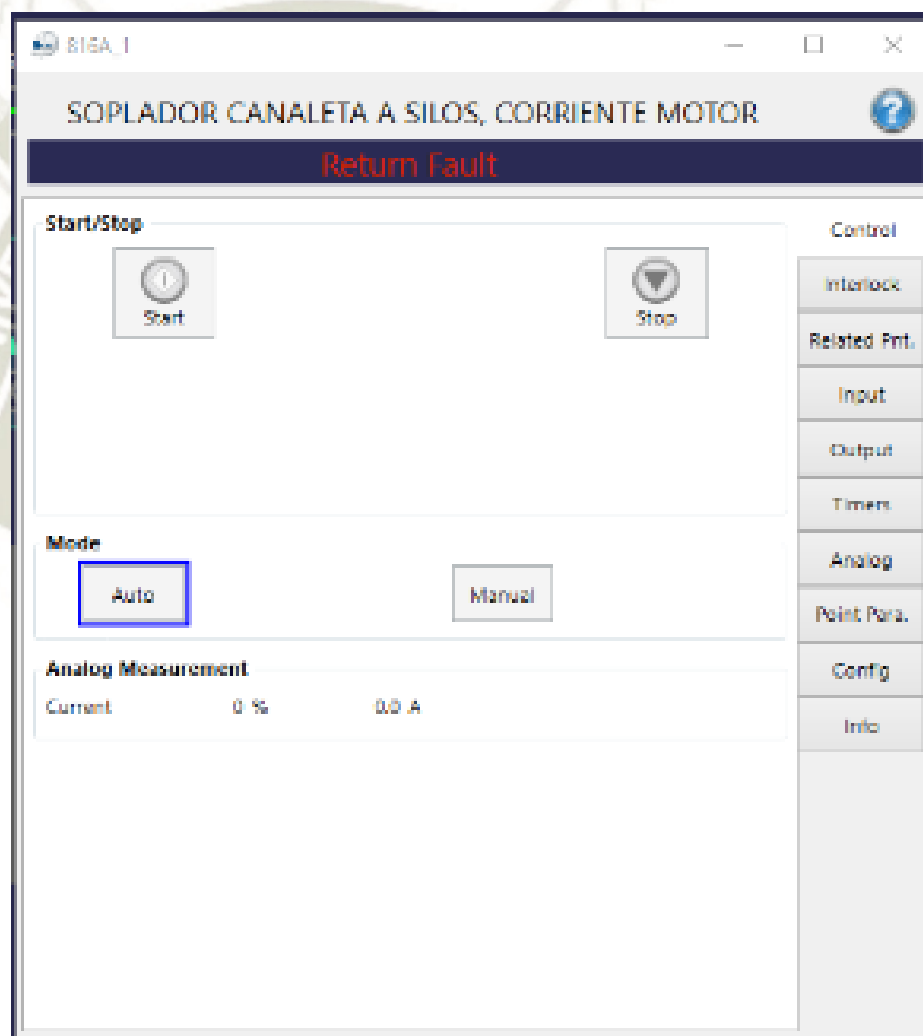 816A_1
SOPLADOR CANALETA A SILOS, CORRIENTE MOTOR
Return Fault
Start/Stop
Start
Stop
Mode
Auto
Manual
Analog Measurement
Current 0 % 0.0 A
Control
Interlock
Related Pnt.
Input
Output
Timers
Analog
Point Para.
Config
Info